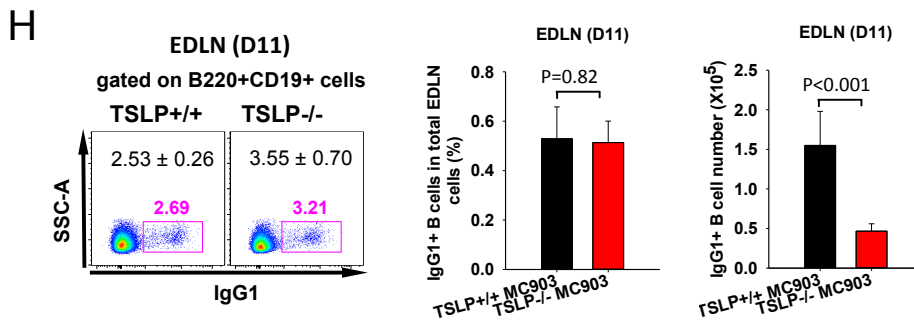 H
EDLN (D11)
gated on B220+CD19+ cells
TSLP+/+ TSLP-/-
2.53 ± 0.26 3.55 ± 0.70
2.69 3.21
SSC-A
IgG1
EDLN (D11)
P=0.82
IgG1+ B cells in total EDLN
cells (%)
0.8
0.6
0.4
0.2
0.0
TSLP+/+ MC903
TSLP-/- MC903
EDLN (D11)
P<0.001
IgG1+ B cell number (X10⁵)
2.5
2.0
1.5
1.0
0.5
0.0
TSLP+/+ MC903
TSLP-/- MC903